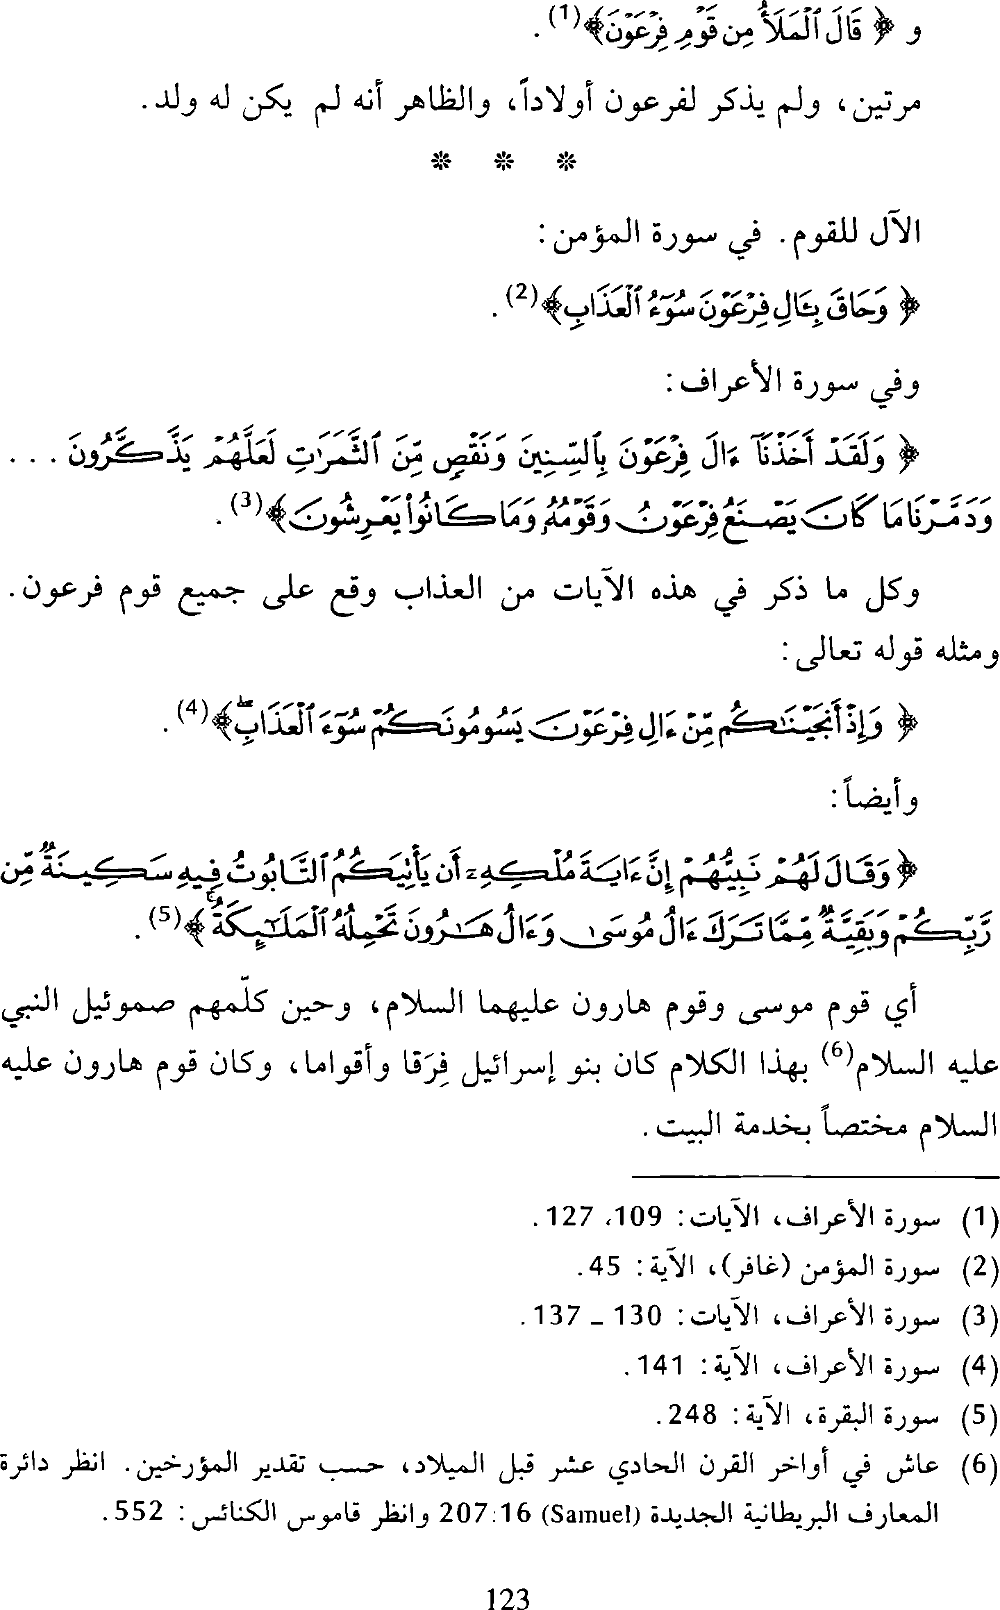 و ﴿ قَالَ ٱلْمَلَأُ مِن قَوْمِ فِرْعَوْنَ﴾(1).
مرتين، ولم يذكر لفرعون أولاداً، والظاهر أنه لم يكن له ولد.
* * *
الآل للقوم. في سورة المؤمن:
﴿ وَحَاقَ بِـَٔالِ فِرْعَوْنَ سُوٓءُ ٱلْعَذَابِ﴾(2).
وفي سورة الأعراف:
﴿ وَلَقَدْ أَخَذْنَآ ءَالَ فِرْعَوْنَ بِٱلسِّنِينَ وَنَقْصٍ مِّنَ ٱلثَّمَرَٰتِ لَعَلَّهُمْ يَذَّكَّرُونَ . . .
وَدَمَّرْنَا مَا كَانَ يَصْنَعُ فِرْعَوْنُ وَقَوْمُهُۥ وَمَا كَانُوا۟ يَعْرِشُونَ﴾(3).
وكل ما ذكر في هذه الآيات من العذاب وقع على جميع قوم فرعون.
ومثله قوله تعالى:
﴿ وَإِذْ أَنجَيْنَٰكُم مِّنْ ءَالِ فِرْعَوْنَ يَسُومُونَكُمْ سُوٓءَ ٱلْعَذَابِۖ﴾(4).
وأيضاً:
﴿وَقَالَ لَهُمْ نَبِيُّهُمْ إِنَّ ءَايَةَ مُلْكِهِۦٓ أَن يَأْتِيَكُمُ ٱلتَّابُوتُ فِيهِ سَكِينَةٌ مِّن
رَّبِّكُمْ وَبَقِيَّةٌ مِّمَّا تَرَكَ ءَالُ مُوسَىٰ وَءَالُ هَٰرُونَ تَحْمِلُهُ ٱلْمَلَٰٓئِكَةُۚ ﴾(5).
أي قوم موسى وقوم هارون عليهما السلام، وحين كلّمهم صموئيل النبي
عليه السلام(6) بهذا الكلام كان بنو إسرائيل فِرَقا وأقواما، وكان قوم هارون عليه
السلام مختصاً بخدمة البيت.
(1) سورة الأعراف، الآيات: 109، 127.
(2) سورة المؤمن (غافر)، الآية: 45.
(3) سورة الأعراف، الآيات: 130 ـ 137.
(4) سورة الأعراف، الآية: 141.
(5) سورة البقرة، الآية: 248.
(6) عاش في أواخر القرن الحادي عشر قبل الميلاد، حسب تقدير المؤرخين. انظر دائرة
المعارف البريطانية الجديدة (Samuel) 207:16 وانظر قاموس الكنائس: 552.
123